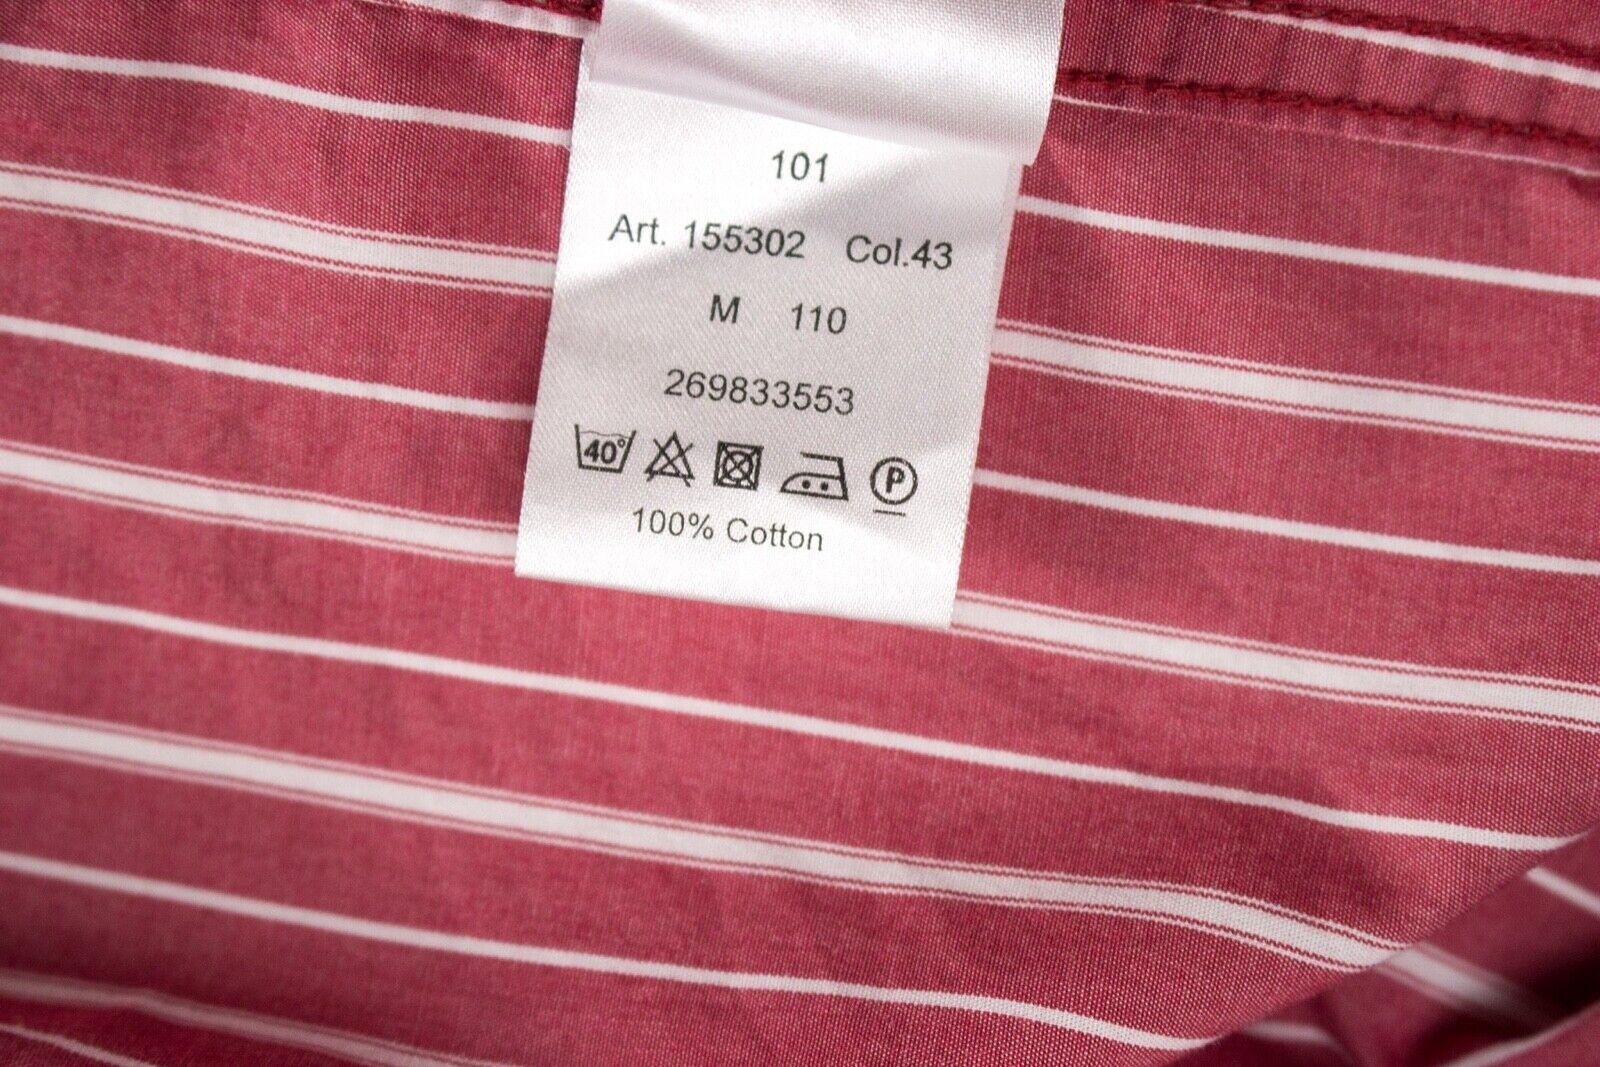 101
Art. 155302 Col.43
M 110
269833553
40° P
100% Cotton